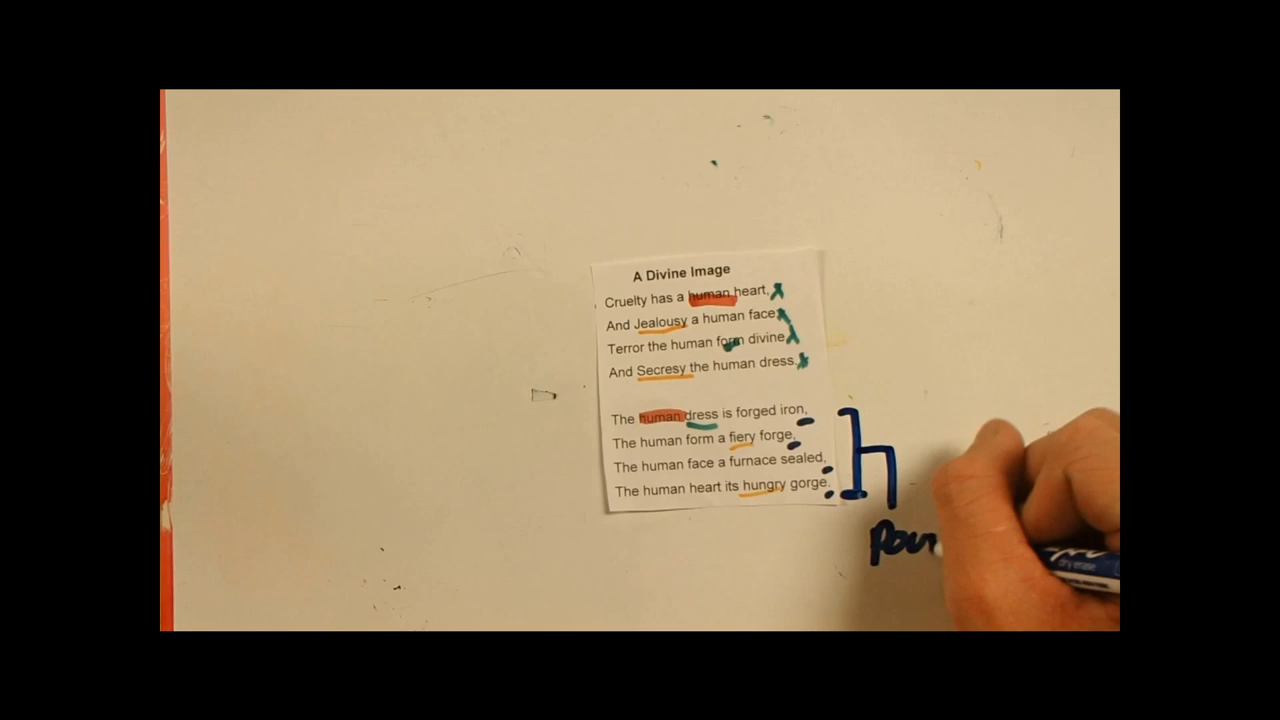 A Divine Image
Cruelty has a human heart,
And Jealousy a human face
Terror the human form divine
And Secresy the human dress.
The human dress is forged iron,
The human form a fiery forge,
The human face a furnace sealed,
The human heart its hungry gorge.
dry erase